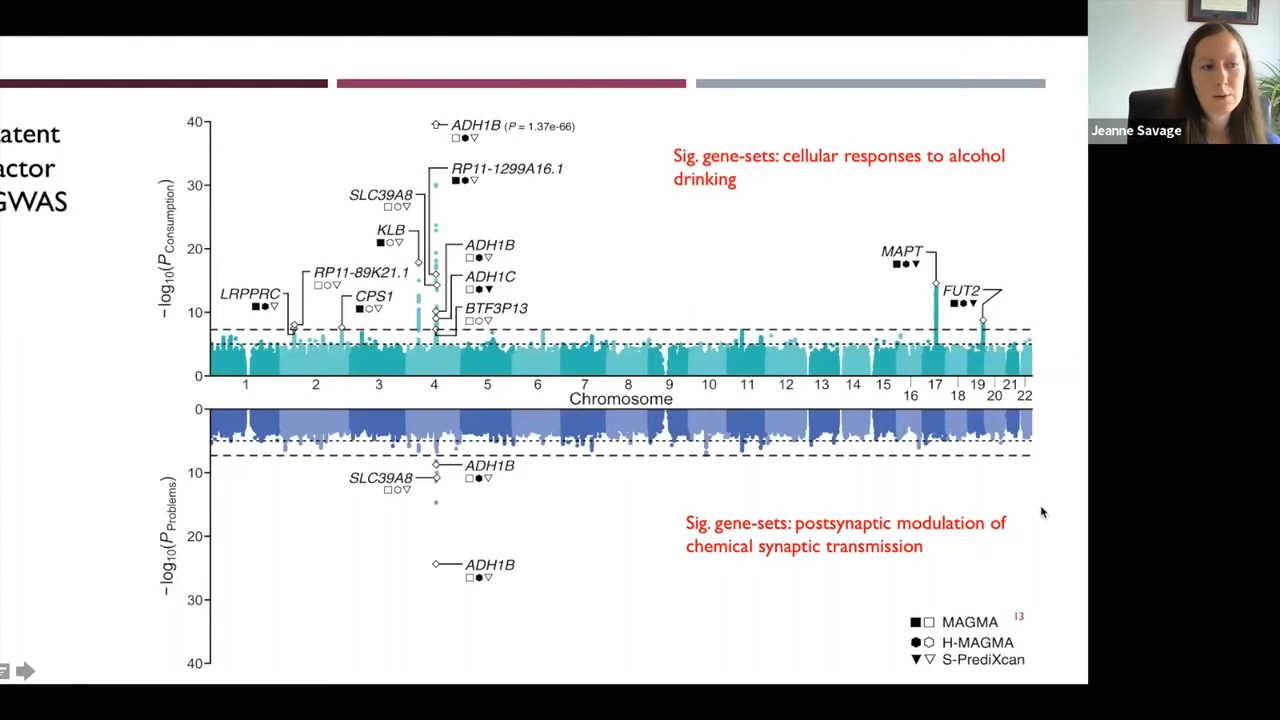 Jeanne Savage
atent
actor
GWAS
Sig. gene-sets: cellular responses to alcohol
drinking
−log10(PConsumption)
40
30
20
10
0
ADH1B (P = 1.37e-66)
RP11-1299A16.1
SLC39A8
KLB
ADH1B
ADH1C
BTF3P13
RP11-89K21.1
LRPPRC
CPS1
MAPT
FUT2
1 2 3 4 5 6 7 8 9 10 11 12 13 14 15 16 17 18 19 20 21 22
Chromosome
−log10(PProblems)
0
10
20
30
40
ADH1B
SLC39A8
ADH1B
Sig. gene-sets: postsynaptic modulation of
chemical synaptic transmission
13
MAGMA
H-MAGMA
S-PrediXcan